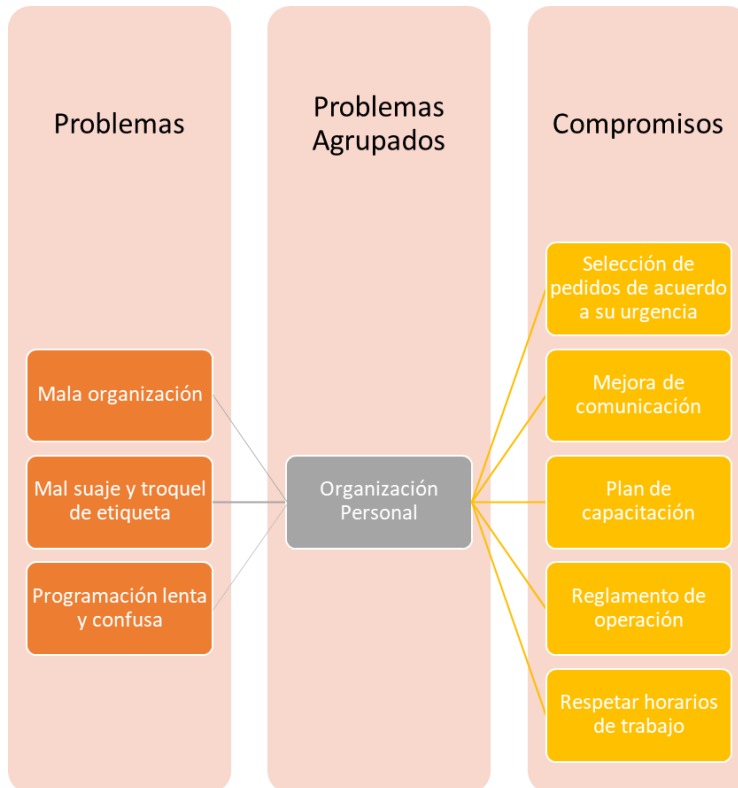 Problemas
Problemas
Agrupados
Compromisos
Mala organización
Mal suaje y troquel
de etiqueta
Programación lenta
y confusa
Organización
Personal
Selección de
pedidos de acuerdo
a su urgencia
Mejora de
comunicación
Plan de
capacitación
Reglamento de
operación
Respetar horarios
de trabajo